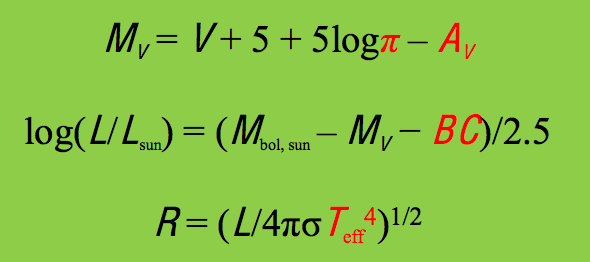 M_V = V + 5 + 5logπ – A_V
log(L/L_sun) = (M_bol, sun – M_V – BC)/2.5
R = (L/4πσT_eff^4)^1/2